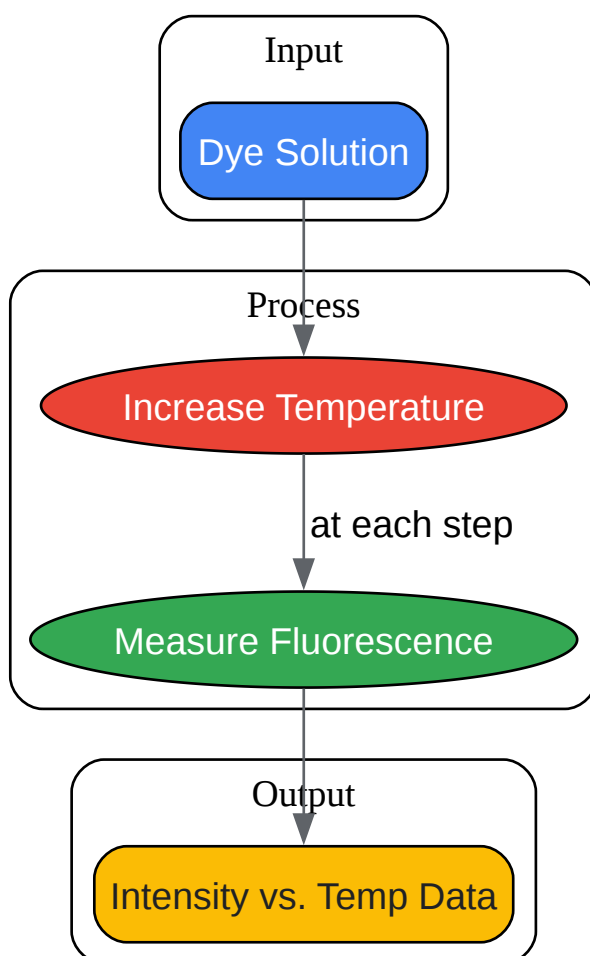 Input
Dye Solution
Process
Increase Temperature
at each step
Measure Fluorescence
Output
Intensity vs. Temp Data